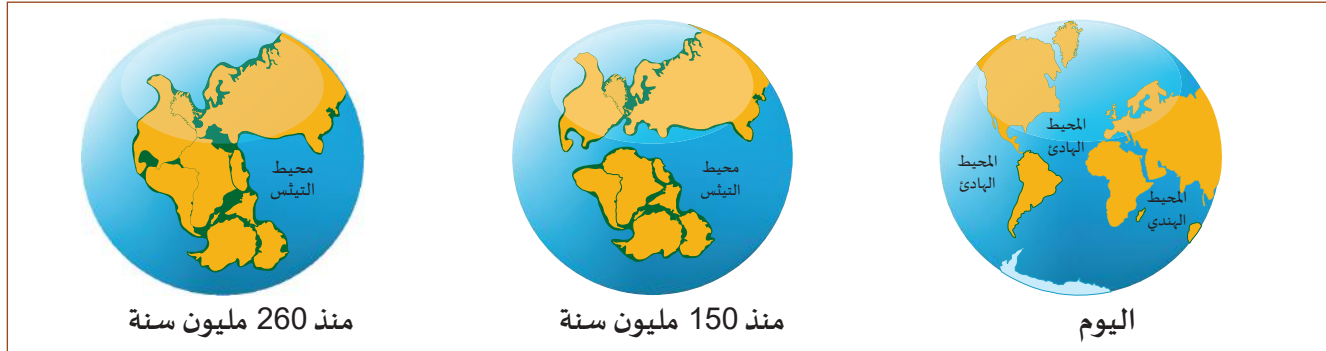 محيط
التيثس
منذ 260 مليون سنة
محيط
التيثس
منذ 150 مليون سنة
المحيط
الهادئ
المحيط
الهادئ
المحيط
الهندي
اليوم